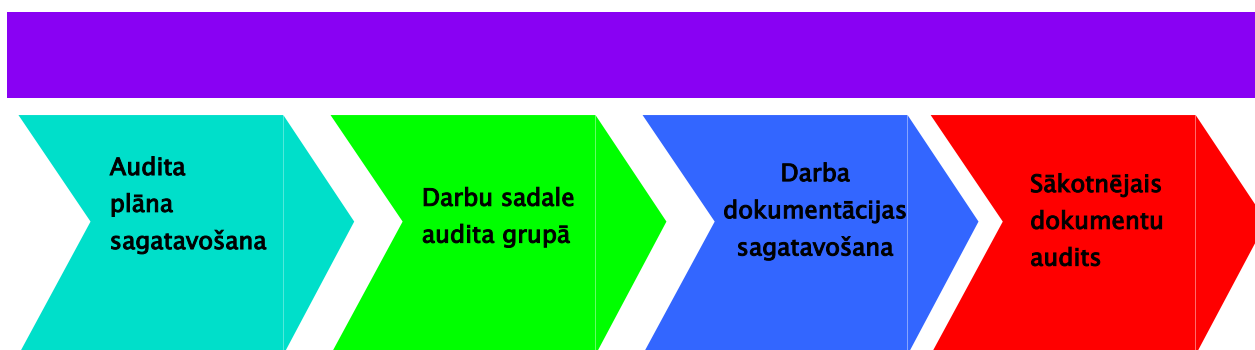 Audita
plāna
sagatavošana
Darbu sadale
audita grupā
Darba
dokumentācijas
sagatavošana
Sākotnējais
dokumentu
audits